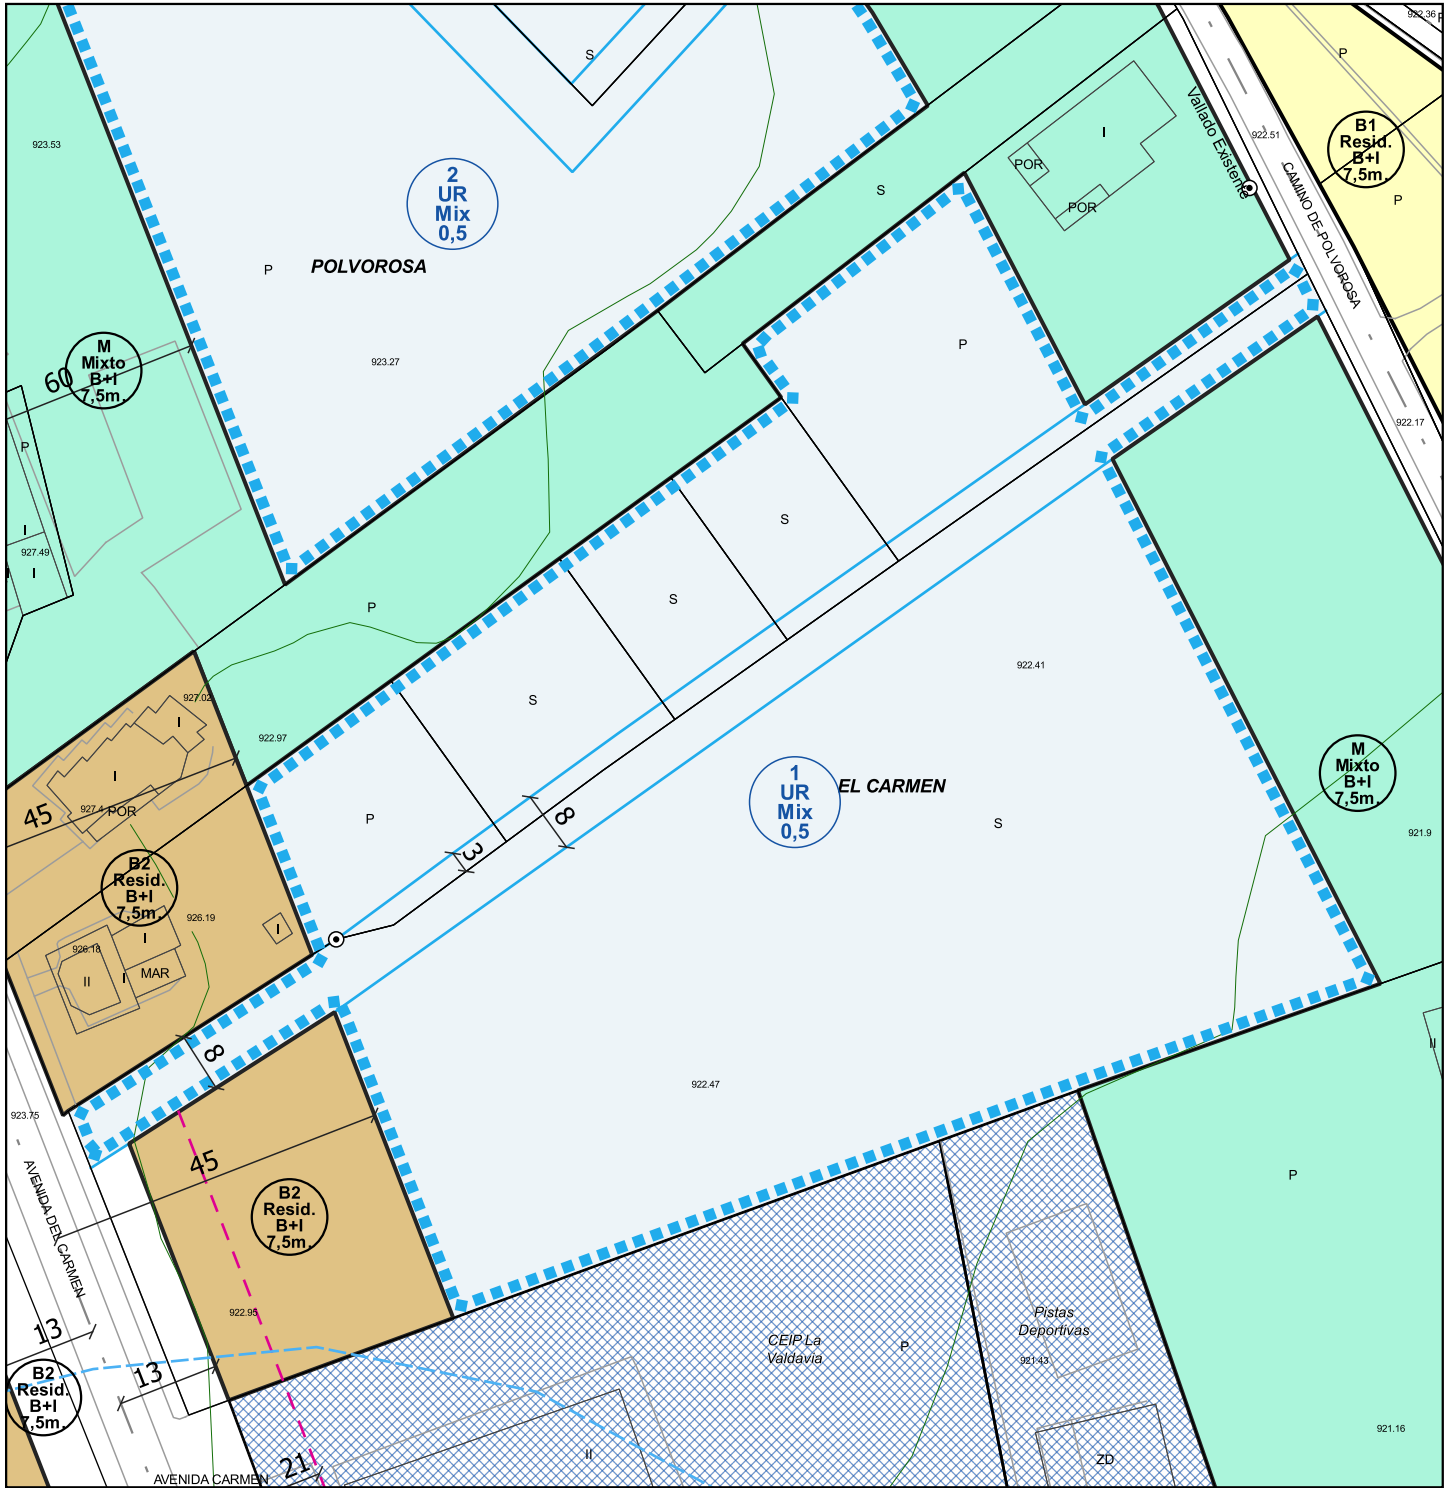 922.36
S
P
923.53
Vallado Existente
922.51
B1
Resid.
B+I
7,5m.
I
POR
POR
CAMINO DE POLVOROSA
P
2
UR
Mix
0,5
S
P
POLVOROSA
923.27
M
Mixto
B+I
7,5m.
60
P
922.17
P
I
927.49
I
I
S
S
P
922.41
927.02
I
S
922.97
I
927.4
POR
45
P
8
3
1
UR
Mix
0,5
EL CARMEN
S
M
Mixto
B+I
7,5m.
921.9
B2
Resid.
B+I
7,5m.
926.19
I
I
926.18
II
I
MAR
II
8
922.47
923.75
AVENIDA DEL CARMEN
45
P
B2
Resid.
B+I
7,5m.
922.95
13
13
CEIP La
Valdavia
P
Pistas
Deportivas
921.43
B2
Resid.
B+I
7,5m.
921.16
II
ZD
21
AVENIDA CARMEN